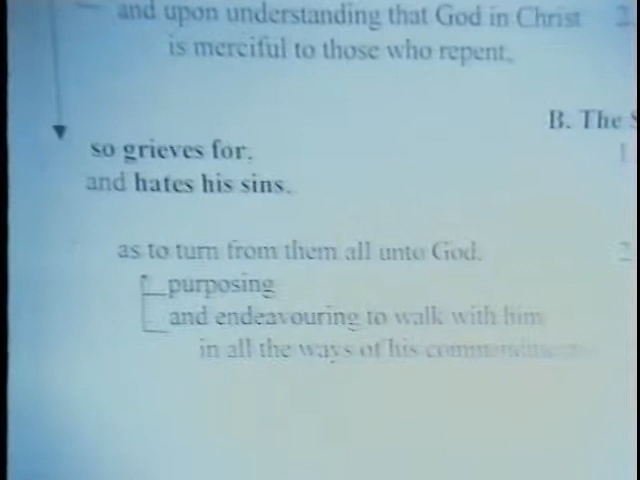 and upon understanding that God in Christ
is merciful to those who repent,
B. The
so grieves for,
and hates his sins,
as to turn from them all unto God,
purposing
and endeavouring to walk with him
in all the ways of his commandments